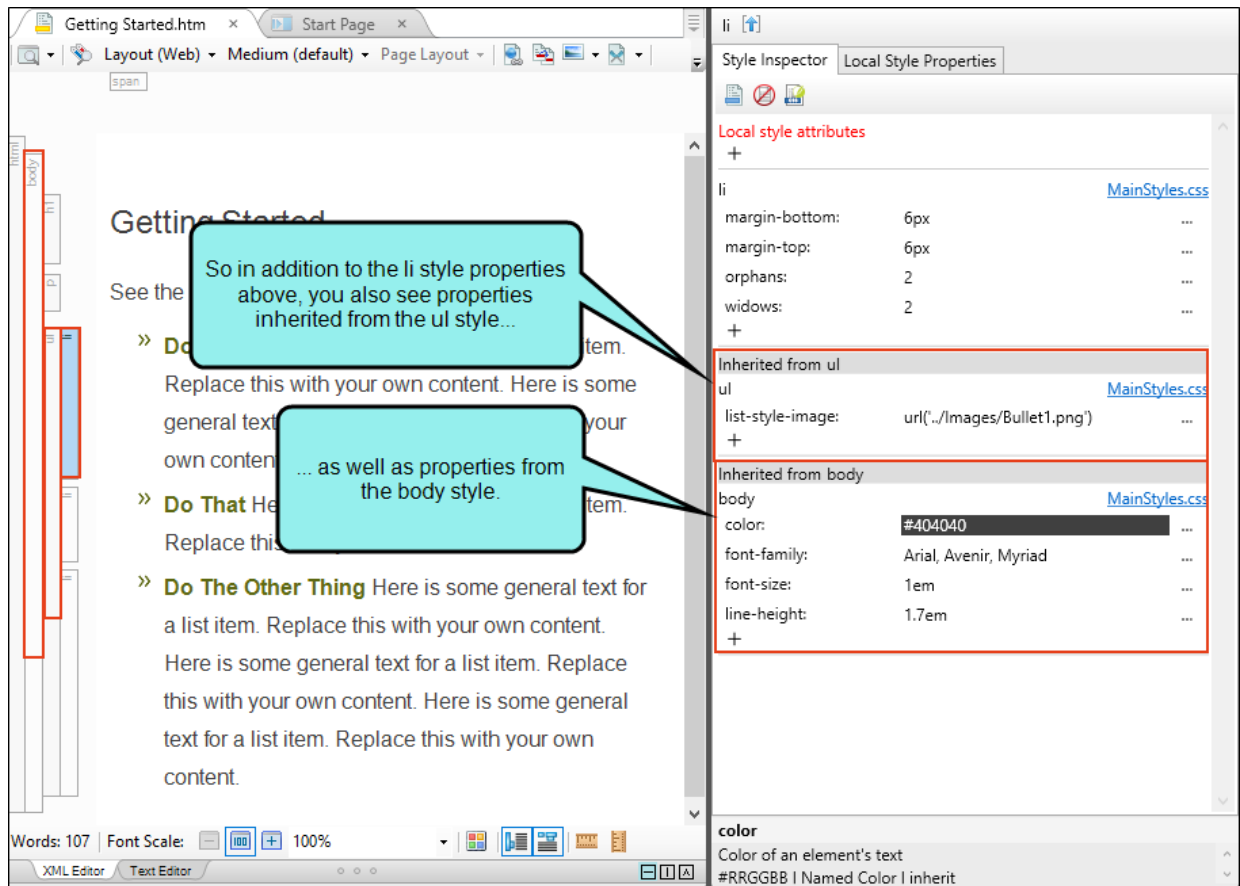 Getting Started.htm × Start Page ×
Layout (Web) Medium (default) Page Layout
span
html
body
h
p
li
Getting Started
See the
» Do tem.
Replace this with your own content. Here is some
general text your
own conten
» Do That He tem.
Replace this
» Do The Other Thing Here is some general text for
a list item. Replace this with your own content.
Here is some general text for a list item. Replace
this with your own content. Here is some general
text for a list item. Replace this with your own
content.
So in addition to the li style properties
above, you also see properties
inherited from the ul style...
... as well as properties from
the body style.
Words: 107 Font Scale: 100 100%
XML Editor Text Editor
li
Style Inspector Local Style Properties
Local style attributes
+
li MainStyles.css
margin-bottom: 6px ...
margin-top: 6px ...
orphans: 2 ...
widows: 2 ...
+
Inherited from ul
ul MainStyles.css
list-style-image: url('../Images/Bullet1.png') ...
+
Inherited from body
body MainStyles.css
color: #404040 ...
font-family: Arial, Avenir, Myriad ...
font-size: 1em ...
line-height: 1.7em ...
+
color
Color of an element's text
#RRGGBB | Named Color | inherit